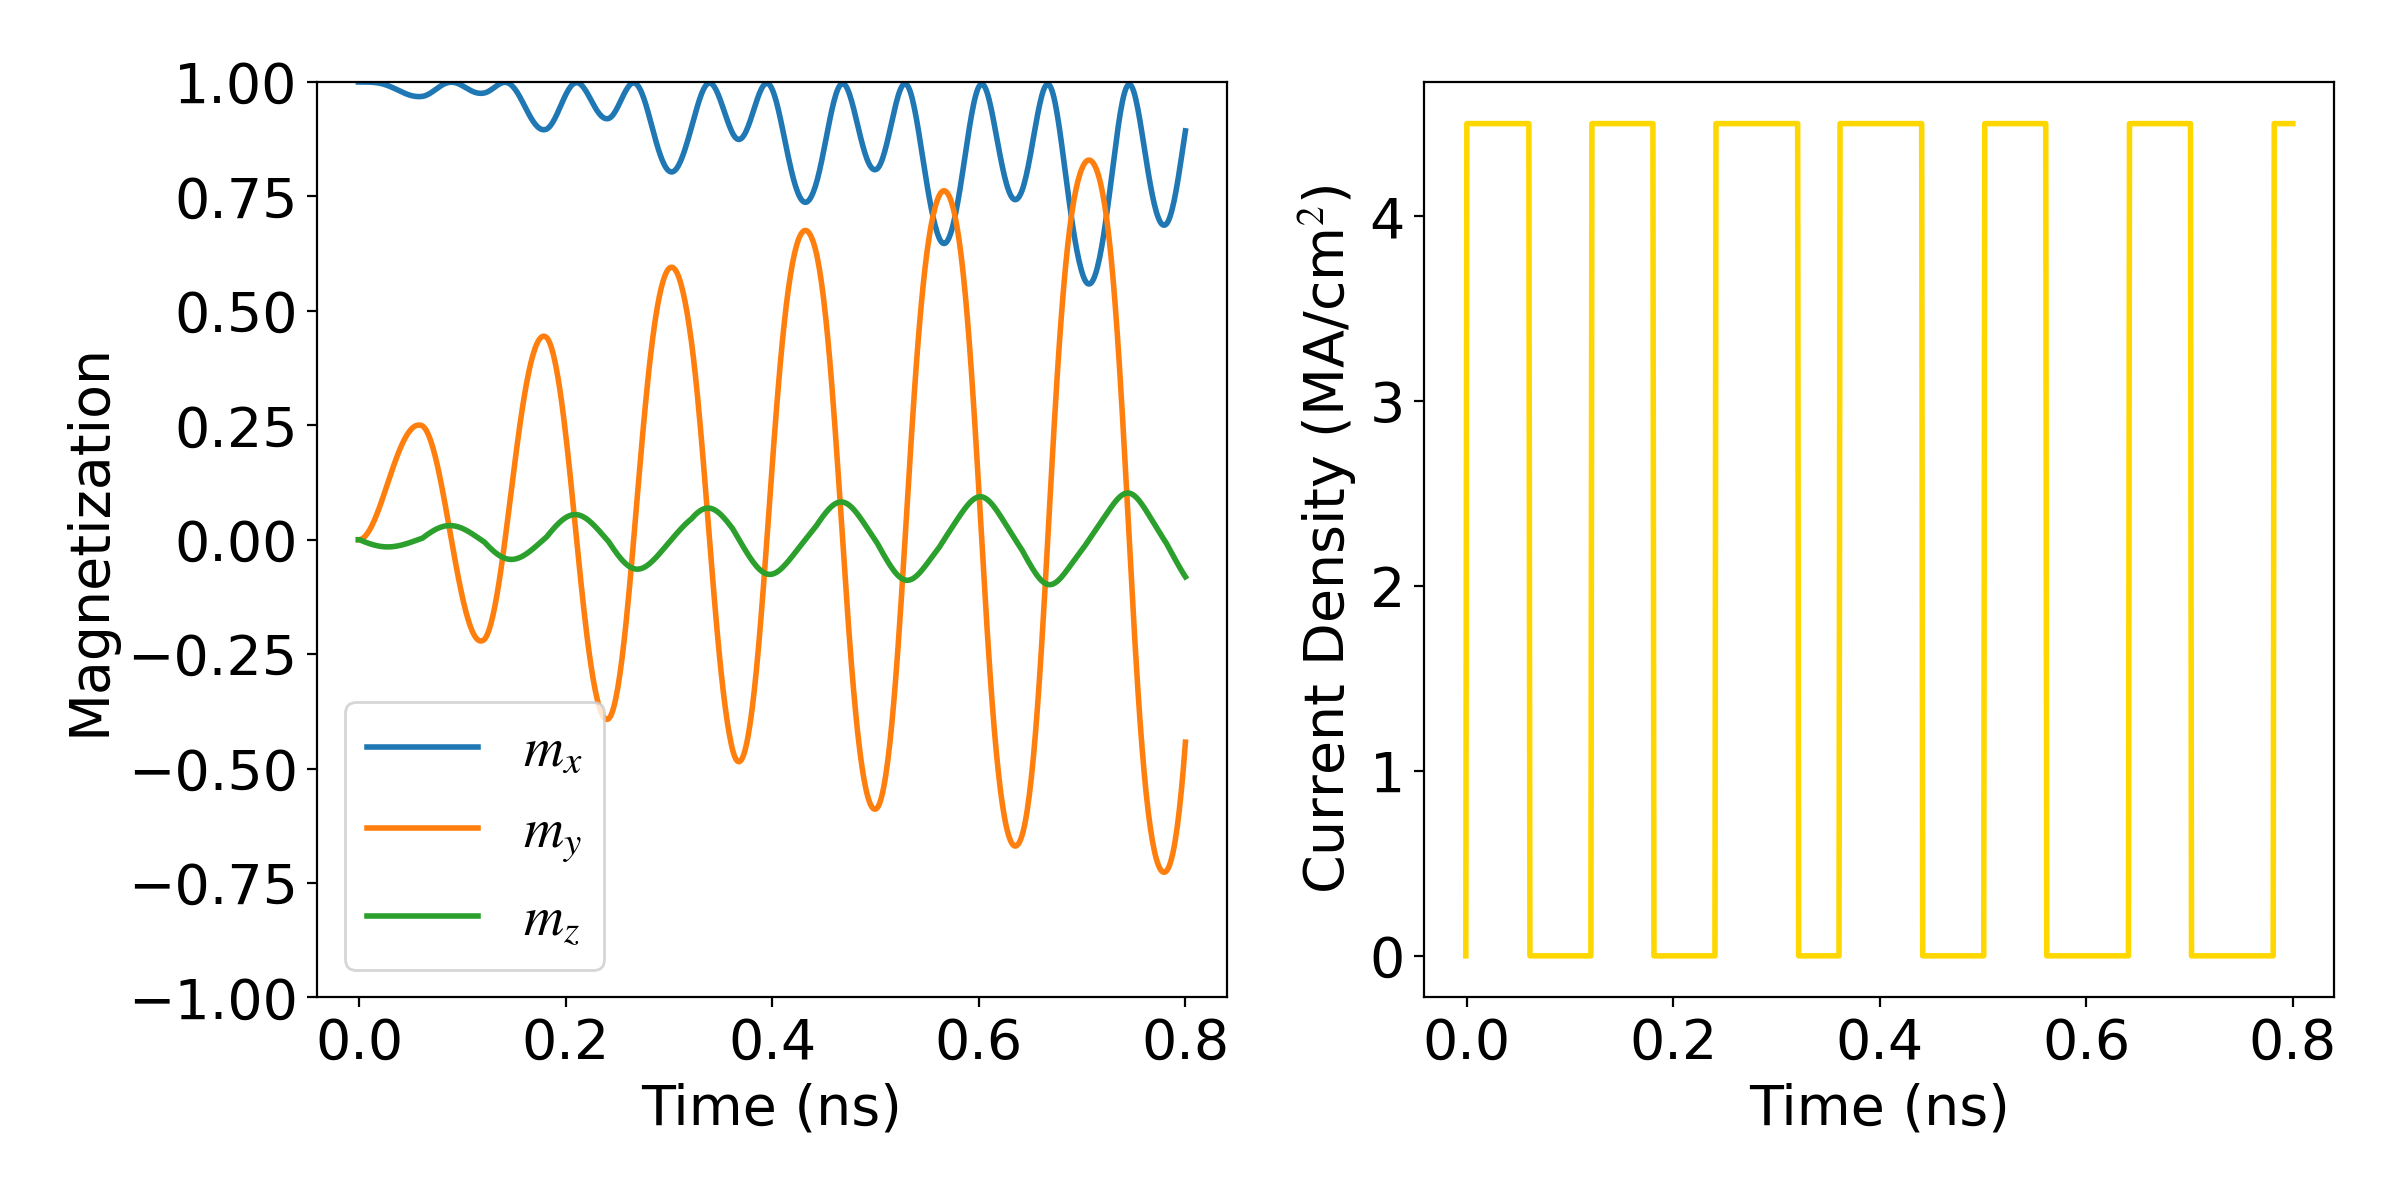 Magnetization
1.00
0.75
0.50
0.25
0.00
−0.25
−0.50
−0.75
−1.00
m_x
m_y
m_z
0.0 0.2 0.4 0.6 0.8
Time (ns)
Current Density (MA/cm²)
4
3
2
1
0
0.0 0.2 0.4 0.6 0.8
Time (ns)